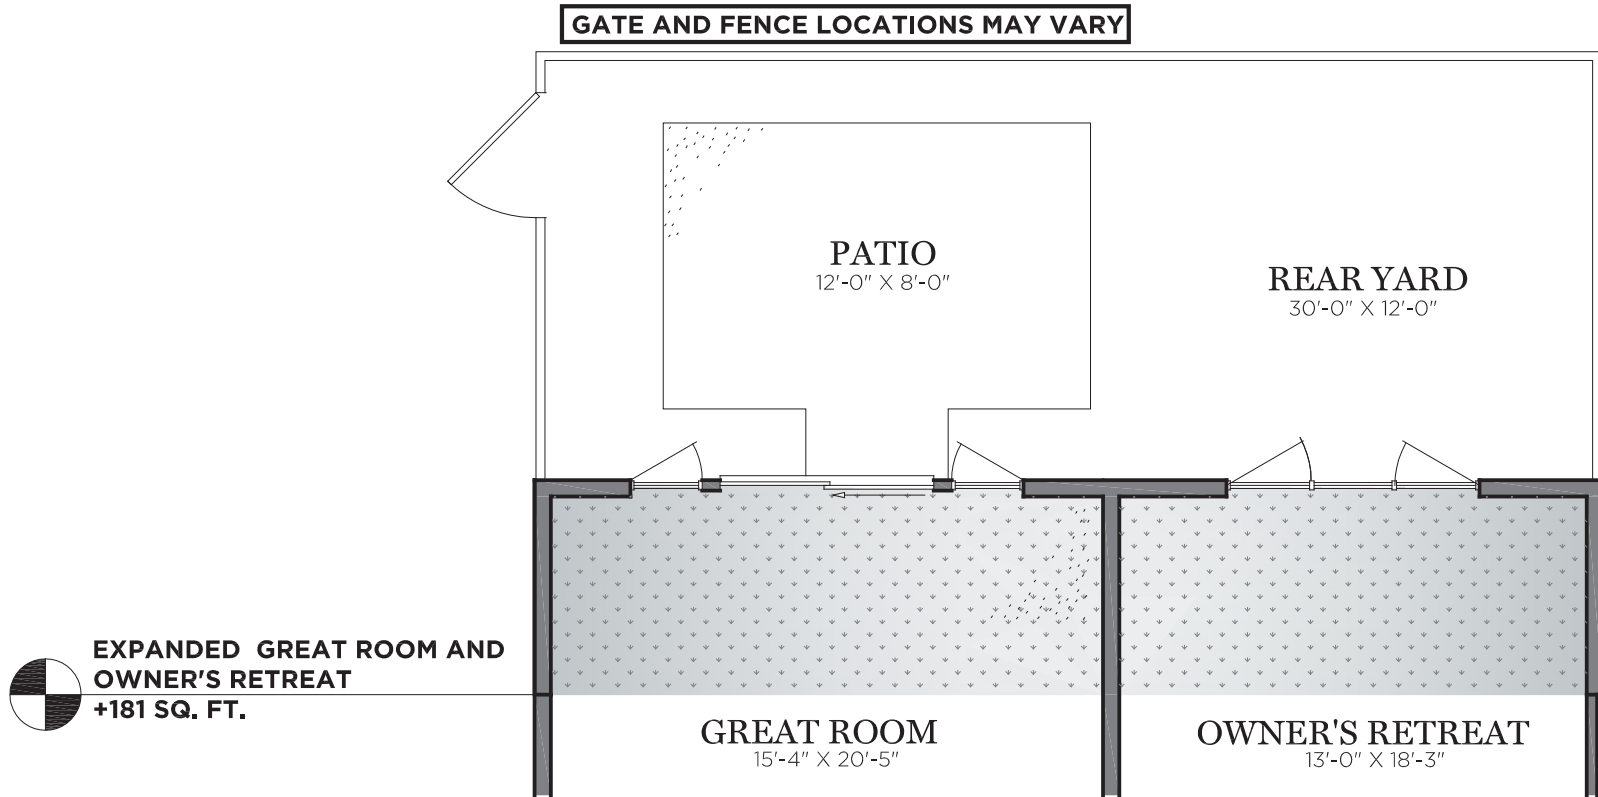 GATE AND FENCE LOCATIONS MAY VARY
PATIO
12'-0" X 8'-0"
REAR YARD
30'-0" X 12'-0"
EXPANDED GREAT ROOM AND
OWNER'S RETREAT
+181 SQ. FT.
GREAT ROOM
15'-4" X 20'-5"
OWNER'S RETREAT
13'-0" X 18'-3"